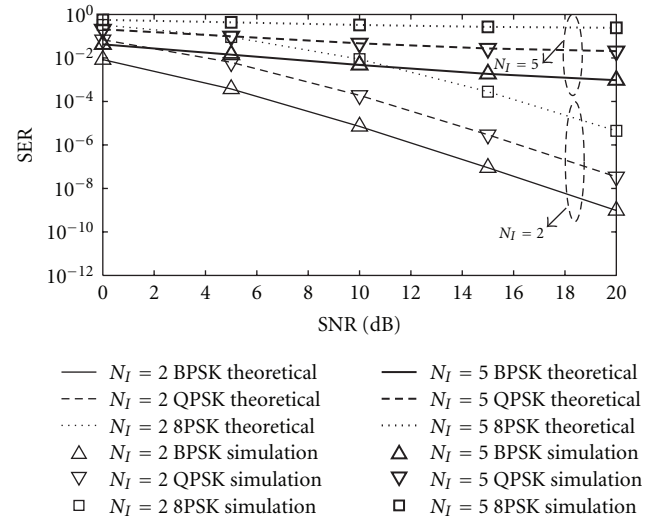 10^0
10^−2
10^−4
10^−6
10^−8
10^−10
10^−12
SER
N_I = 5
N_I = 2
0 2 4 6 8 10 12 14 16 18 20
SNR (dB)
N_I = 2 BPSK theoretical
N_I = 2 QPSK theoretical
N_I = 2 8PSK theoretical
N_I = 2 BPSK simulation
N_I = 2 QPSK simulation
N_I = 2 8PSK simulation
N_I = 5 BPSK theoretical
N_I = 5 QPSK theoretical
N_I = 5 8PSK theoretical
N_I = 5 BPSK simulation
N_I = 5 QPSK simulation
N_I = 5 8PSK simulation